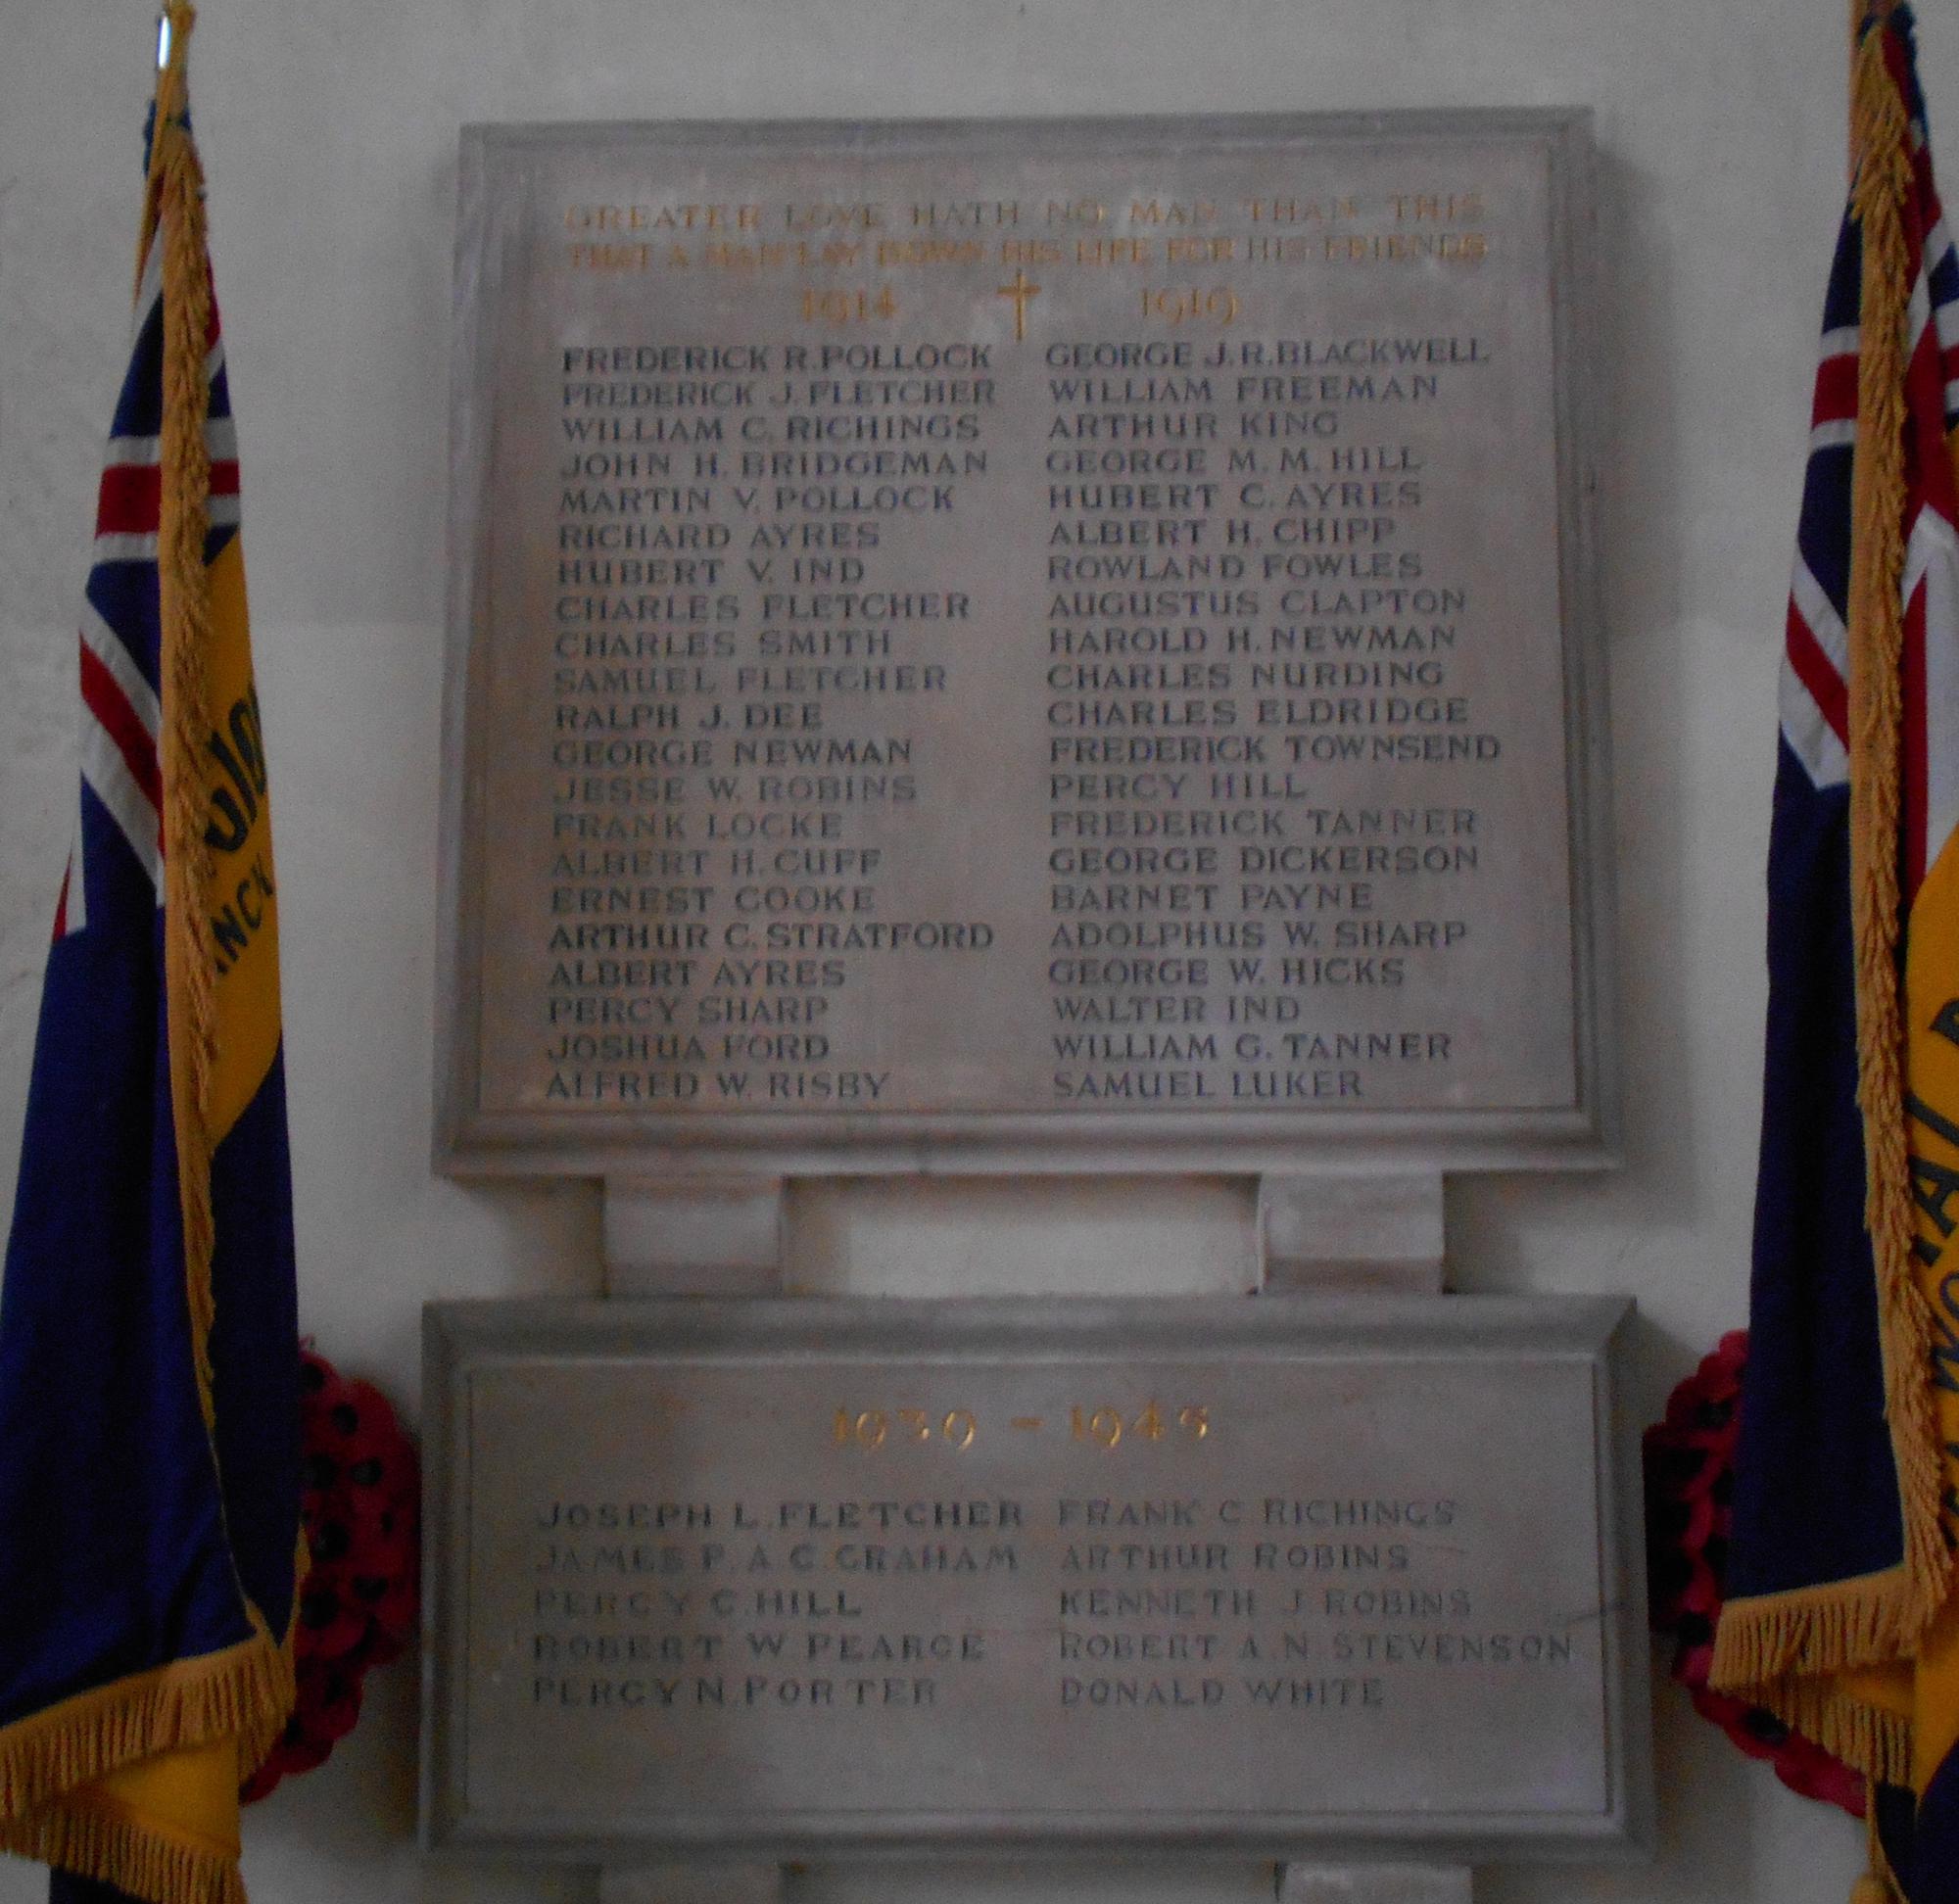 GREATER LOVE HATH NO MAN THAN THIS
THAT A MAN LAY DOWN HIS LIFE FOR HIS FRIENDS
1914 1919
FREDERICK R. POLLOCK
FREDERICK J. FLETCHER
WILLIAM C. RICHINGS
JOHN H. BRIDGEMAN
MARTIN V. POLLOCK
RICHARD AYRES
HUBERT V. IND
CHARLES FLETCHER
CHARLES SMITH
SAMUEL FLETCHER
RALPH J. DEE
GEORGE NEWMAN
JESSE W. ROBINS
FRANK LOCKE
ALBERT H. CUFF
ERNEST COOKE
ARTHUR C. STRATFORD
ALBERT AYRES
PERCY SHARP
JOSHUA FORD
ALFRED W. RISBY
GEORGE J. R. BLACKWELL
WILLIAM FREEMAN
ARTHUR KING
GEORGE M. M. HILL
HUBERT C. AYRES
ALBERT H. CHIPP
ROWLAND FOWLES
AUGUSTUS CLAPTON
HAROLD H. NEWMAN
CHARLES NURDING
CHARLES ELDRIDGE
FREDERICK TOWNSEND
PERCY HILL
FREDERICK TANNER
GEORGE DICKERSON
BARNET PAYNE
ADOLPHUS W. SHARP
GEORGE W. HICKS
WALTER IND
WILLIAM G. TANNER
SAMUEL LUKER
1939 - 1945
JOSEPH L. FLETCHER
JAMES P. A. C. GRAHAM
PERCY C. HILL
ROBERT W PEARCE
PERCY N. PORTER
FRANK C RICHINGS
ARTHUR ROBINS
KENNETH J ROBINS
ROBERT A N STEVENSON
DONALD WHITE